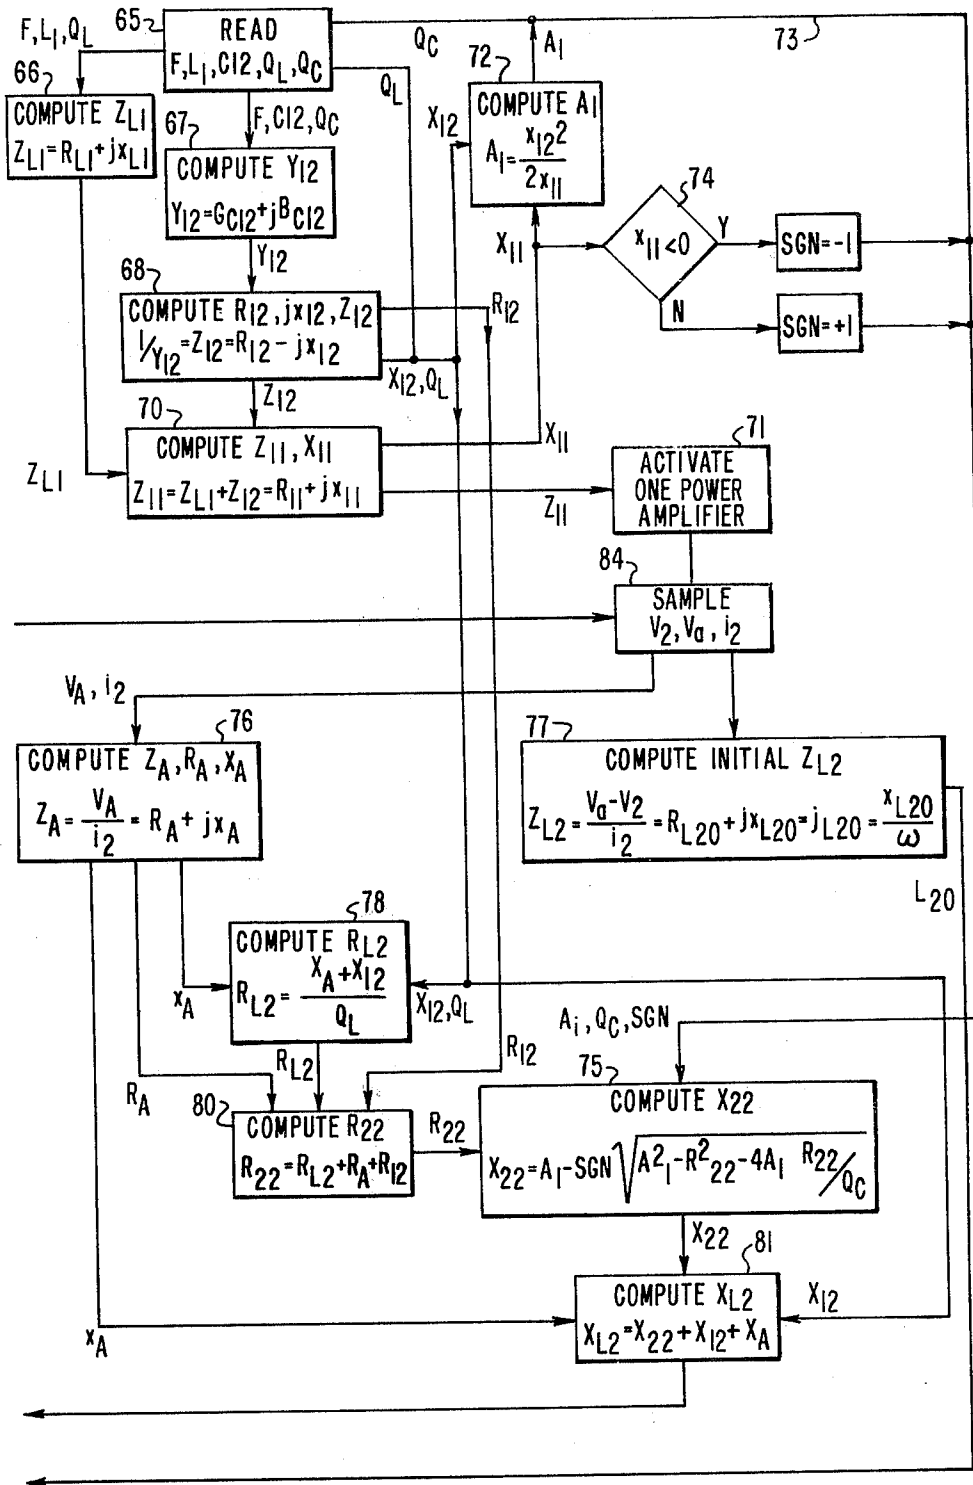 65
READ
F, L1, C12, QL, QC
F, L1, QL
QC
QL
A1
73
66
COMPUTE ZL1
ZL1=RL1+jxL1
F, C12, QC
67
COMPUTE Y12
Y12=GC12+jBC12
Y12
72
COMPUTE A1
A1= x12²/2x11
X12
X11
74
x11<0
Y
SGN=-1
N
SGN=+1
68
COMPUTE R12, jx12, Z12
1/Y12=Z12=R12-jx12
R12
X12, QL
Z12
70
COMPUTE Z11, X11
Z11=ZL1+Z12=R11+jx11
ZL1
X11
Z11
71
ACTIVATE
ONE POWER
AMPLIFIER
84
SAMPLE
V2, Va, i2
VA, i2
76
COMPUTE ZA, RA, xA
ZA= VA/i2 = RA+ jxA
77
COMPUTE INITIAL ZL2
ZL2= Va-V2/i2 =RL20+jxL20=jL20= xL20/ω
L20
78
COMPUTE RL2
RL2= XA+X12/QL
xA
X12, QL
RL2
R12
RA
80
COMPUTE R22
R22=RL2+RA+R12
R22
Ai, QC, SGN
75
COMPUTE X22
X22=A1-SGN√A²1-R²22-4A1 R22/QC
X22
81
COMPUTE XL2
XL2=X22+X12+XA
X12
xA